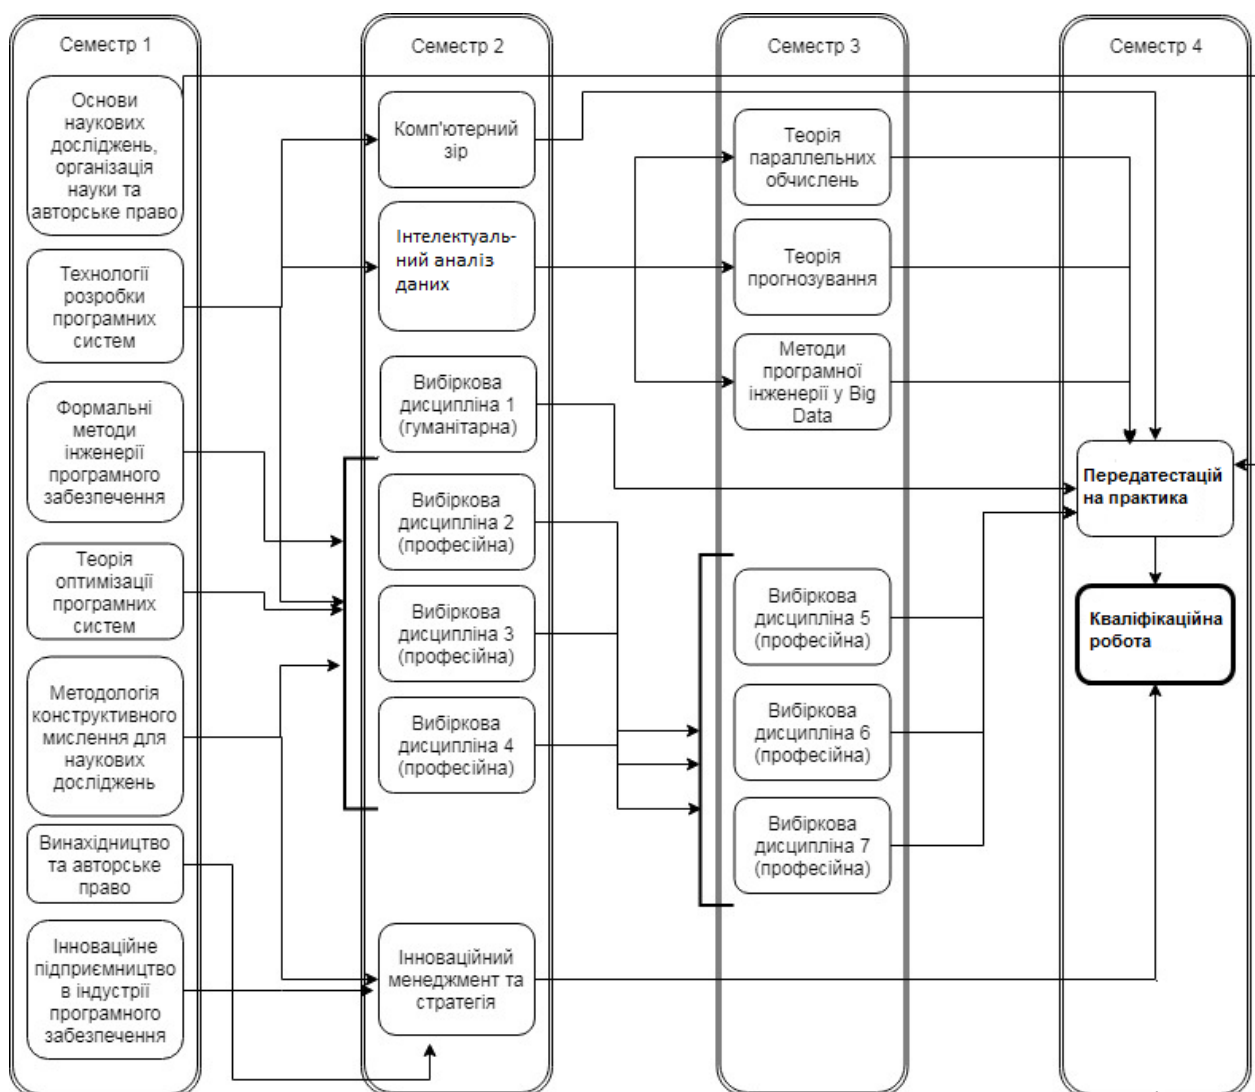 Семестр 1
Основи
наукових
досліджень,
організація
науки та
авторське право
Технології
розробки
програмних
систем
Формальні
методи
інженерії
програмного
забезпечення
Теорія
оптимізації
програмних
систем
Методологія
конструктивного
мислення для
наукових
досліджень
Винахідництво
та авторське
право
Інноваційне
підприємництво
в індустрії
програмного
забезпечення
Семестр 2
Комп'ютерний
зір
Інтелектуаль-
ний аналіз
даних
Вибіркова
дисципліна 1
(гуманітарна)
Вибіркова
дисципліна 2
(професійна)
Вибіркова
дисципліна 3
(професійна)
Вибіркова
дисципліна 4
(професійна)
Інноваційний
менеджмент та
стратегія
Семестр 3
Теорія
параллельних
обчислень
Теорія
прогнозування
Методи
програмної
інженерії у Big
Data
Вибіркова
дисципліна 5
(професійна)
Вибіркова
дисципліна 6
(професійна)
Вибіркова
дисципліна 7
(професійна)
Семестр 4
Передатестацій
на практика
Кваліфікаційна
робота